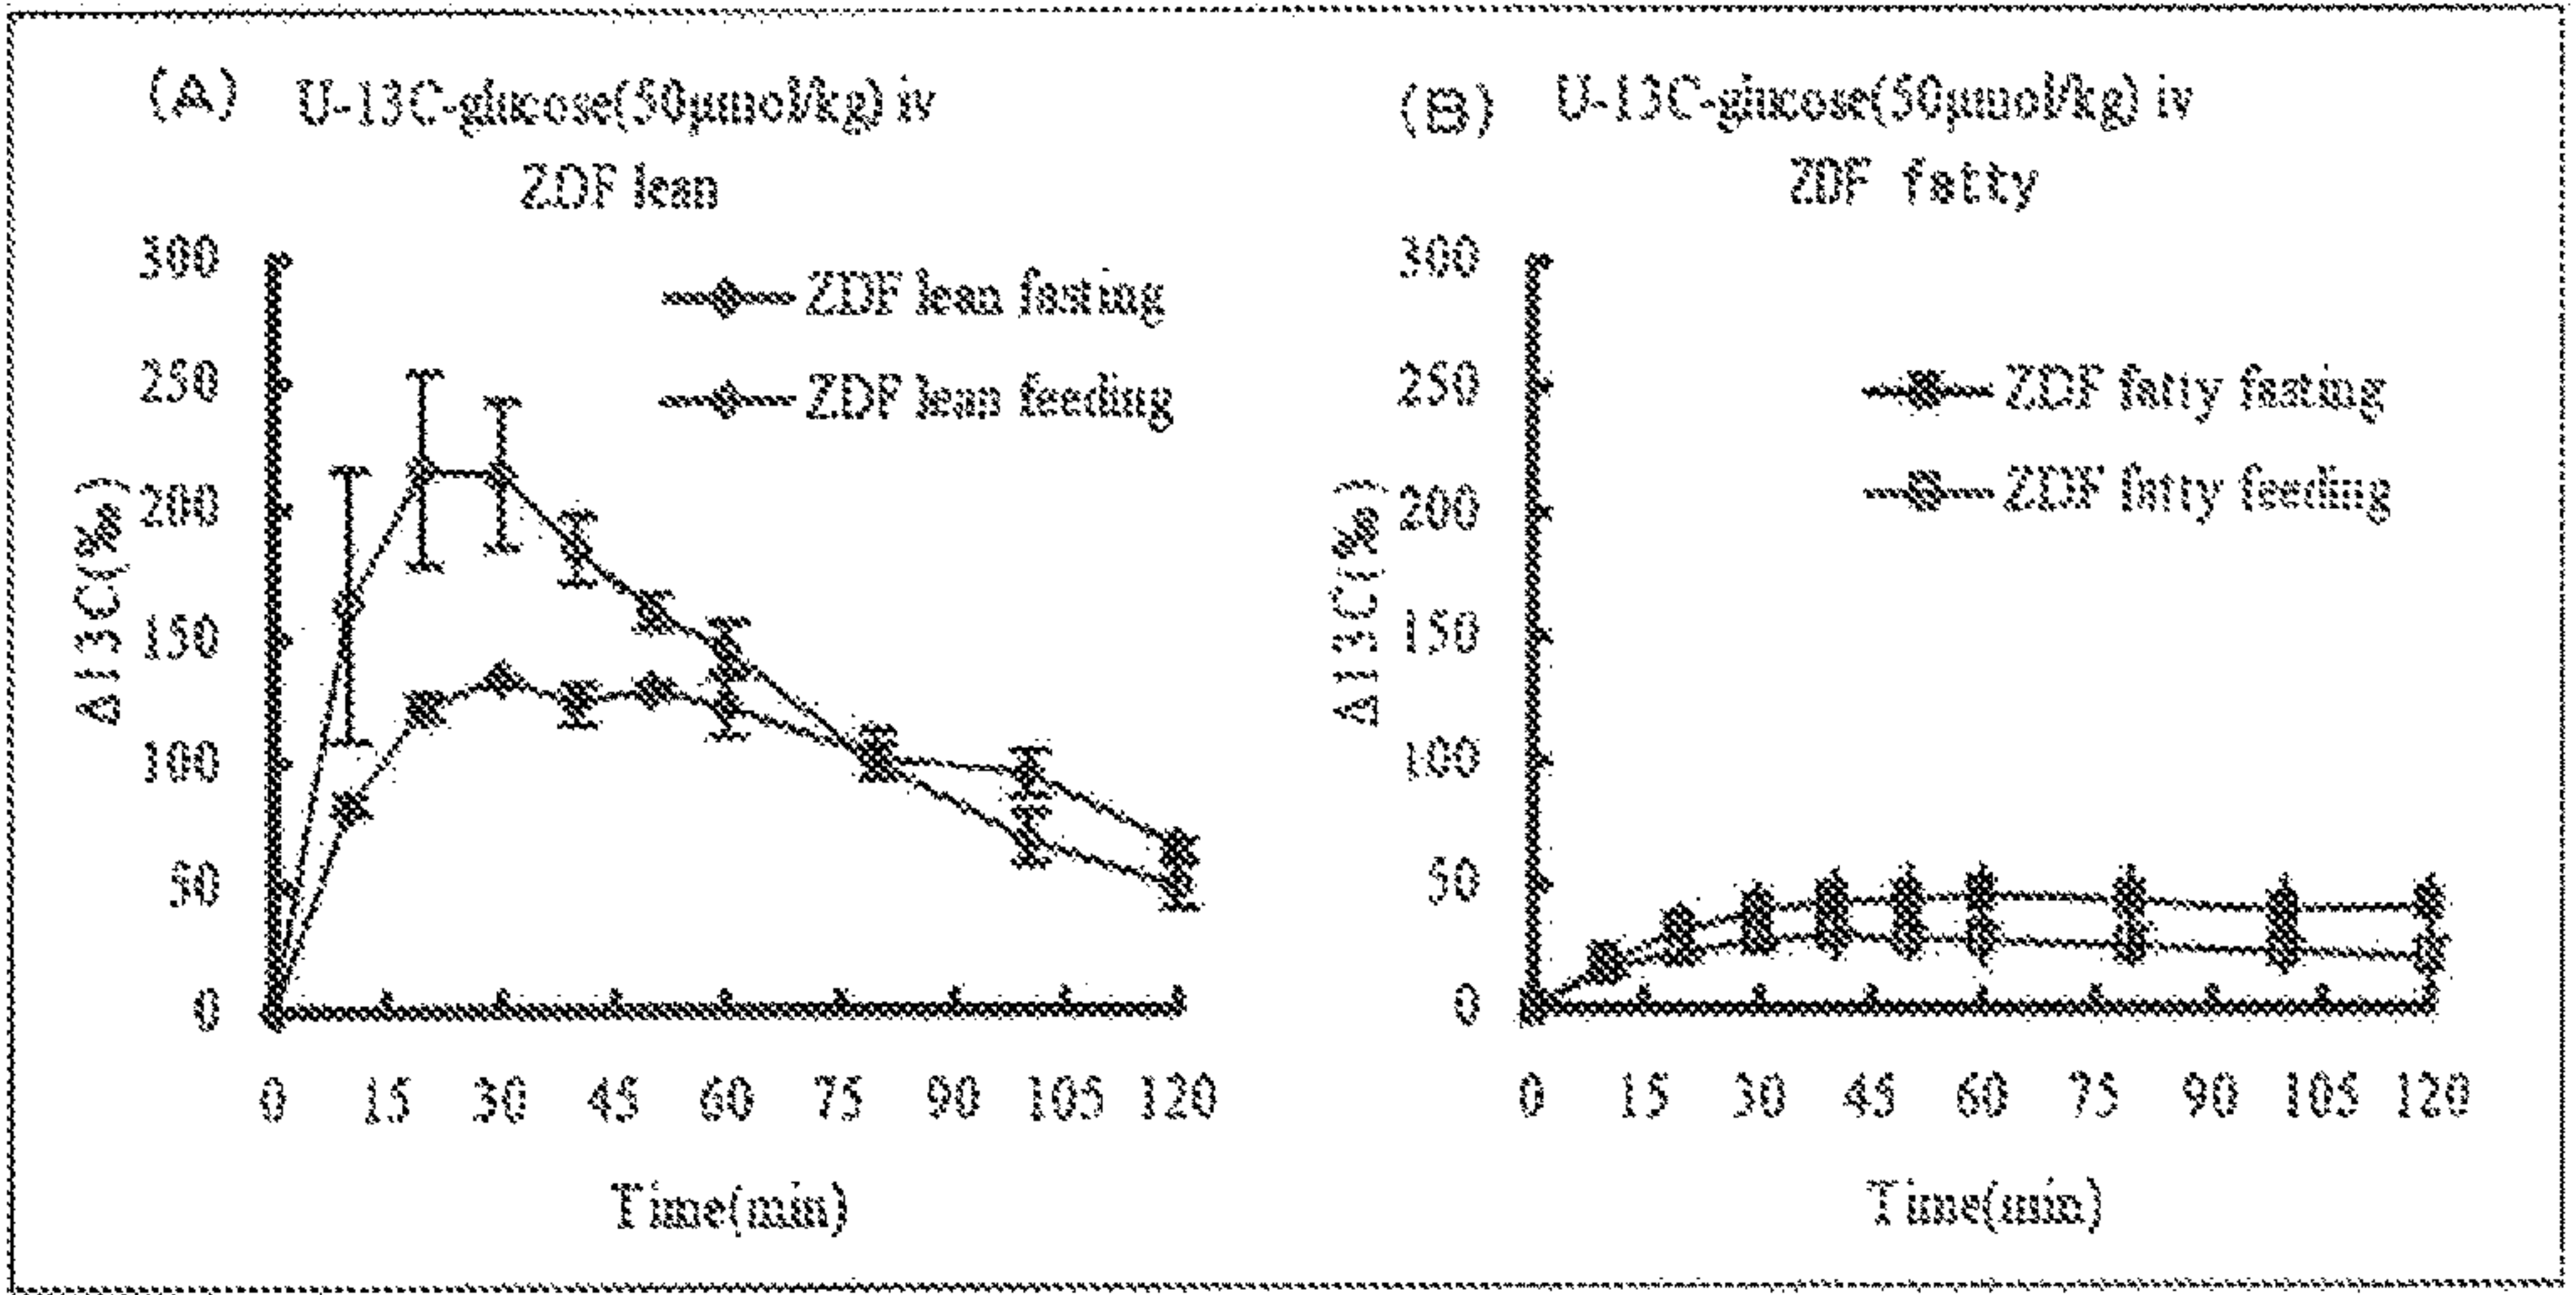 (A) U-13C-glucose(50μmol/kg) iv
ZDF lean
300
250
200
150
100
50
0
Δ13C(‰)
ZDF lean fasting
ZDF lean feeding
0 15 30 45 60 75 90 105 120
Time(min)
(B) U-13C-glucose(50μmol/kg) iv
ZDF fatty
300
250
200
150
100
50
0
Δ13C(‰)
ZDF fatty fasting
ZDF fatty feeding
0 15 30 45 60 75 90 105 120
Time(min)